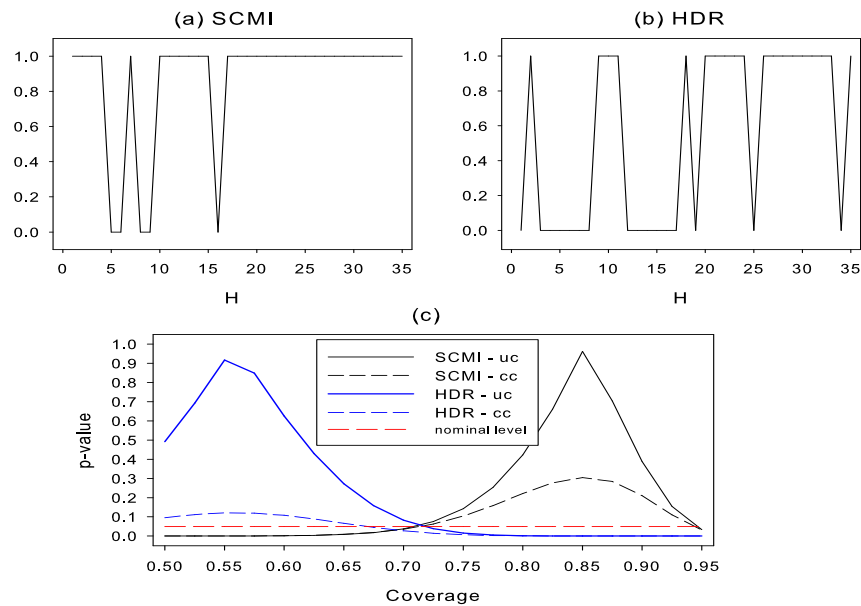 (a) SCMI
(b) HDR
1.0
0.8
0.6
0.4
0.2
0.0
0 5 10 15 20 25 30 35
H
1.0
0.8
0.6
0.4
0.2
0.0
0 5 10 15 20 25 30 35
H
(c)
p-value
1.0
0.9
0.8
0.7
0.6
0.5
0.4
0.3
0.2
0.1
0.0
SCMI - uc
SCMI - cc
HDR - uc
HDR - cc
nominal level
0.50 0.55 0.60 0.65 0.70 0.75 0.80 0.85 0.90 0.95
Coverage